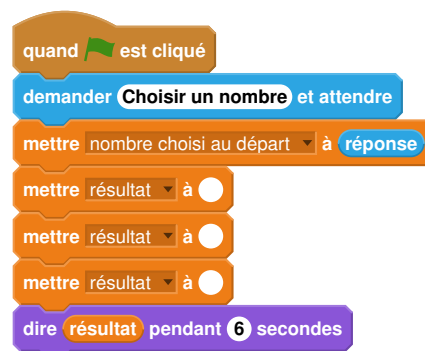 quand est cliqué
demander Choisir un nombre et attendre
mettre nombre choisi au départ à réponse
mettre résultat à
mettre résultat à
mettre résultat à
dire résultat pendant 6 secondes